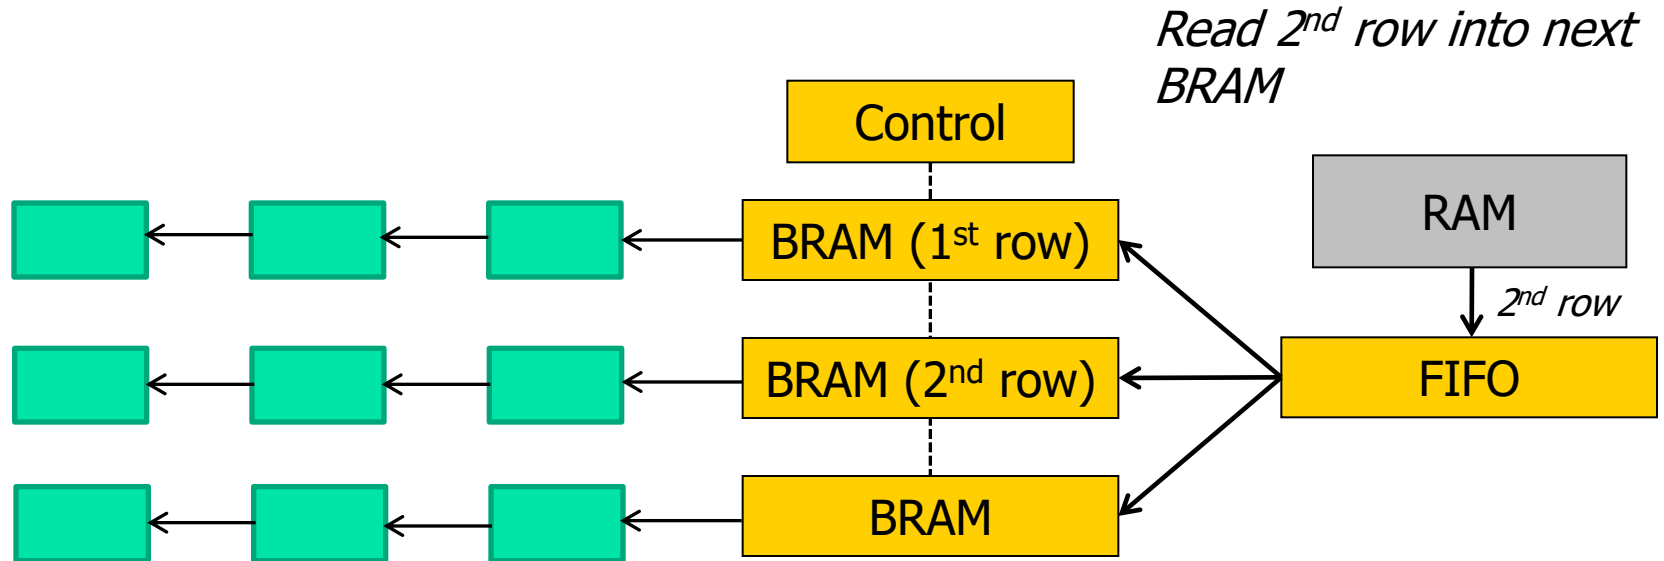 Read 2nd row into next
BRAM
Control
BRAM (1st row)
RAM
2nd row
BRAM (2nd row)
FIFO
BRAM